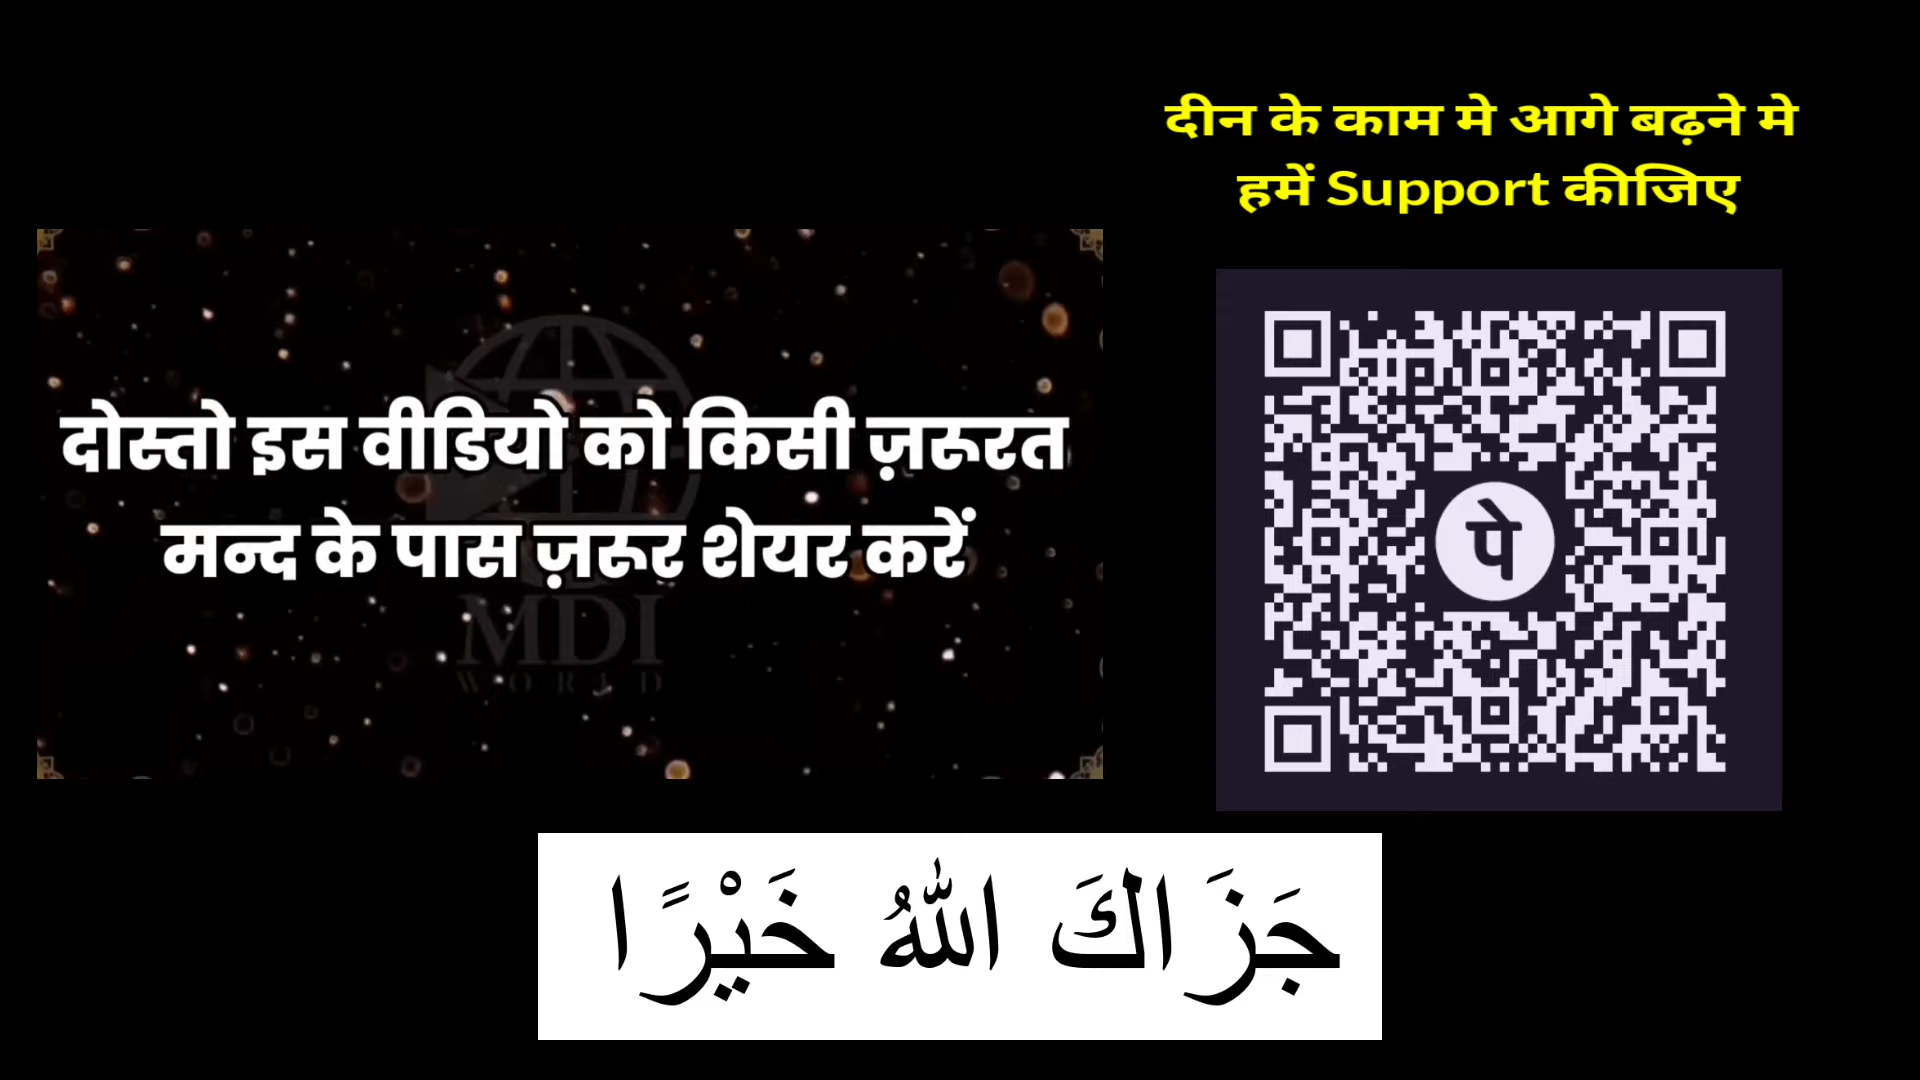 दीन के काम मे आगे बढ़ने मे
हमें Support कीजिए
दोस्तो इस वीडियो को किसी ज़रूरत
मन्द के पास ज़रूर शेयर करें
MDI
WORLD
पे
جَزَاكَ اللهُ خَيْرًا